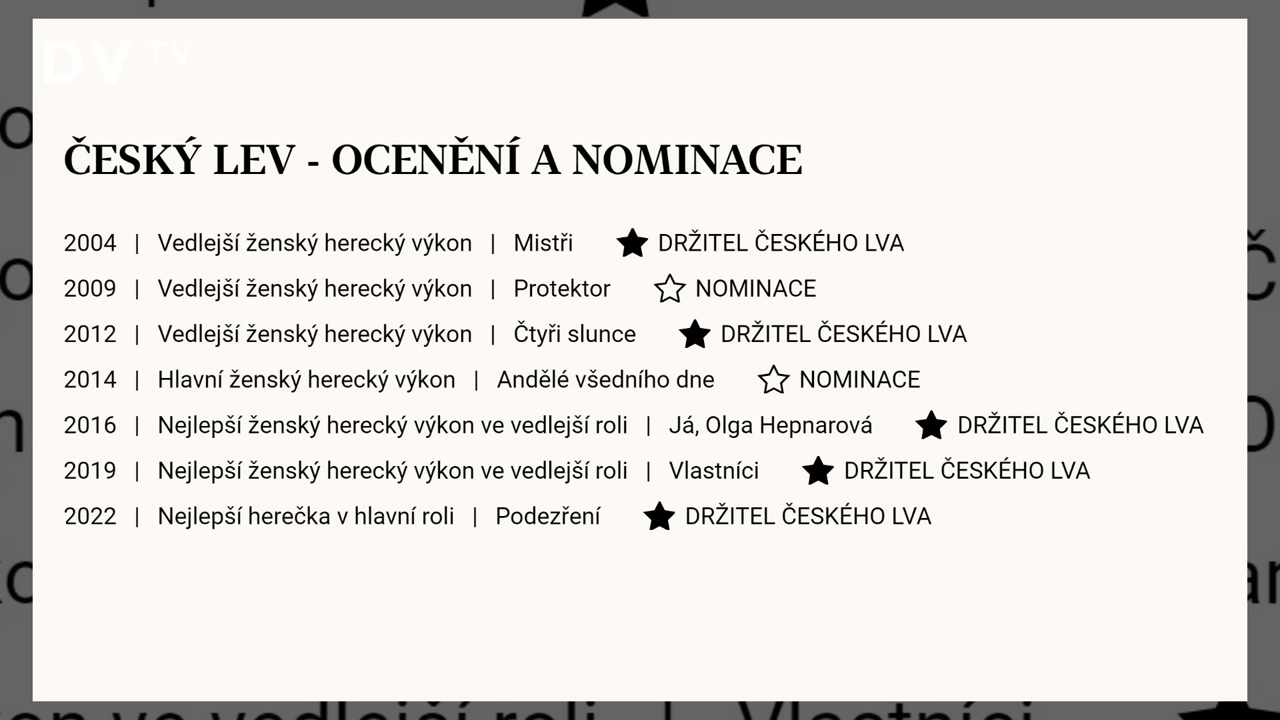 DV TV
ČESKÝ LEV - OCENĚNÍ A NOMINACE
2004 | Vedlejší ženský herecký výkon | Mistři ★ DRŽITEL ČESKÉHO LVA
2009 | Vedlejší ženský herecký výkon | Protektor ☆ NOMINACE
2012 | Vedlejší ženský herecký výkon | Čtyři slunce ★ DRŽITEL ČESKÉHO LVA
2014 | Hlavní ženský herecký výkon | Andělé všedního dne ☆ NOMINACE
2016 | Nejlepší ženský herecký výkon ve vedlejší roli | Já, Olga Hepnarová ★ DRŽITEL ČESKÉHO LVA
2019 | Nejlepší ženský herecký výkon ve vedlejší roli | Vlastníci ★ DRŽITEL ČESKÉHO LVA
2022 | Nejlepší herečka v hlavní roli | Podezření ★ DRŽITEL ČESKÉHO LVA
ve vedlejší roli | Vlastníci